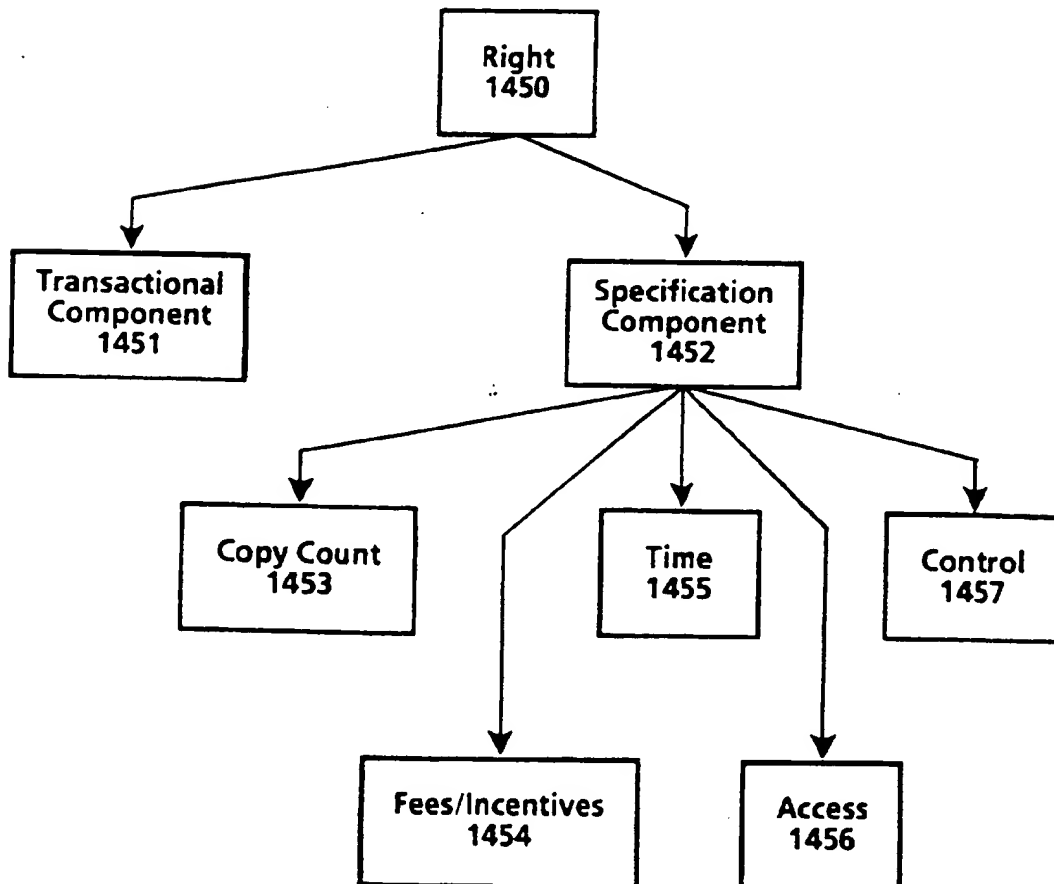 Right
1450
Transactional
Component
1451
Specification
Component
1452
Copy Count
1453
Time
1455
Control
1457
Fees/Incentives
1454
Access
1456